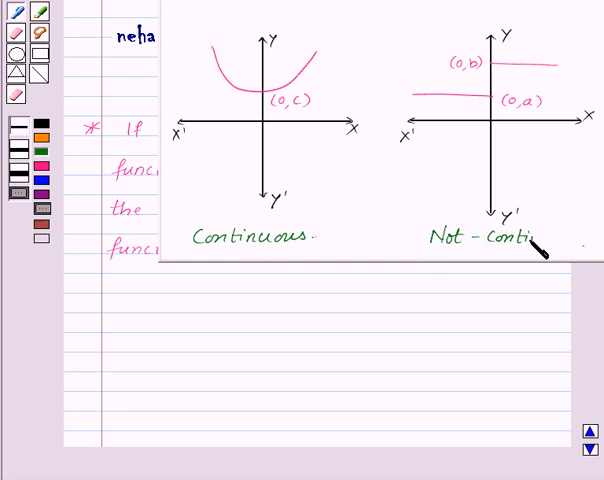 neha
Y
Y
(0,b)
(0,c)
(0,a)
X'
X
X'
X
* If
func
Y'
the
Y'
Continuous.
Not - conti
func